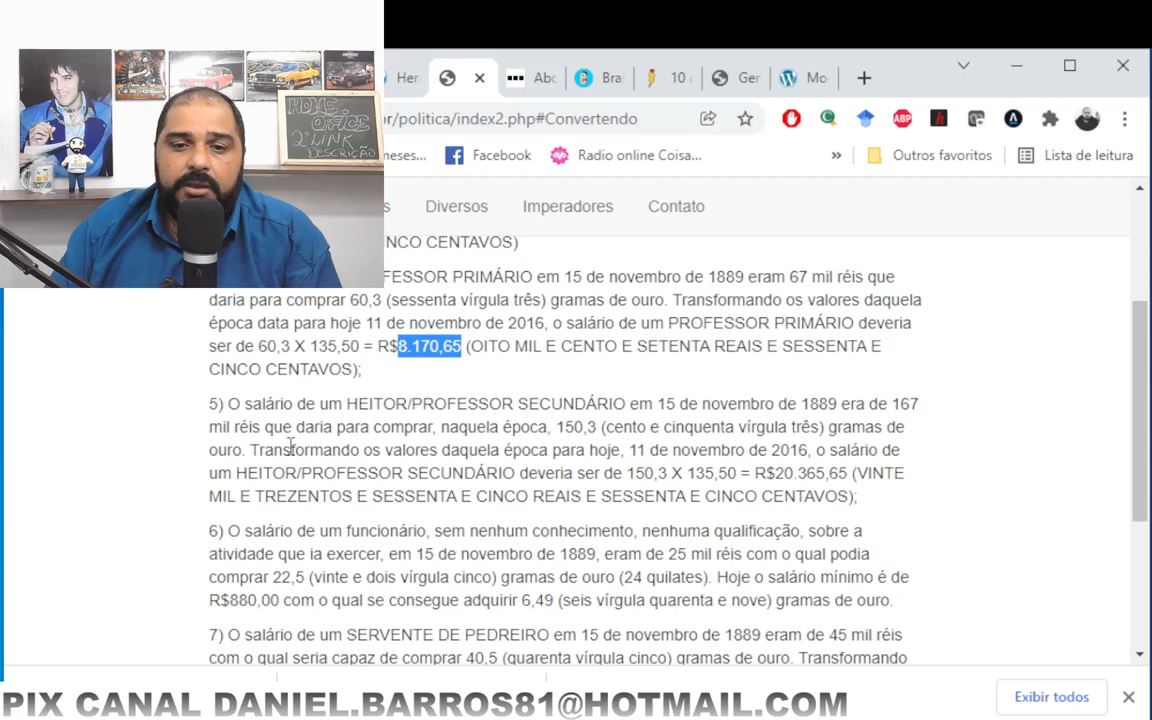 HOME
OFFICE
2º LINK
DESCRIÇÃO
Her
Abc
Bra
10 c
Ger
Mo
r/politica/index2.php#Convertendo
ABP
meses...
Facebook
Radio online Coisa...
»
Outros favoritos
Lista de leitura
s
Diversos
Imperadores
Contato
NCO CENTAVOS)
FESSOR PRIMÁRIO em 15 de novembro de 1889 eram 67 mil réis que
daria para comprar 60,3 (sessenta vírgula três) gramas de ouro. Transformando os valores daquela
época data para hoje 11 de novembro de 2016, o salário de um PROFESSOR PRIMÁRIO deveria
ser de 60,3 X 135,50 = R$8.170,65 (OITO MIL E CENTO E SETENTA REAIS E SESSENTA E
CINCO CENTAVOS);
5) O salário de um HEITOR/PROFESSOR SECUNDÁRIO em 15 de novembro de 1889 era de 167
mil réis que daria para comprar, naquela época, 150,3 (cento e cinquenta vírgula três) gramas de
ouro. Transformando os valores daquela época para hoje, 11 de novembro de 2016, o salário de
um HEITOR/PROFESSOR SECUNDÁRIO deveria ser de 150,3 X 135,50 = R$20.365,65 (VINTE
MIL E TREZENTOS E SESSENTA E CINCO REAIS E SESSENTA E CINCO CENTAVOS);
6) O salário de um funcionário, sem nenhum conhecimento, nenhuma qualificação, sobre a
atividade que ia exercer, em 15 de novembro de 1889, eram de 25 mil réis com o qual podia
comprar 22,5 (vinte e dois vírgula cinco) gramas de ouro (24 quilates). Hoje o salário mínimo é de
R$880,00 com o qual se consegue adquirir 6,49 (seis vírgula quarenta e nove) gramas de ouro.
7) O salário de um SERVENTE DE PEDREIRO em 15 de novembro de 1889 eram de 45 mil réis
com o qual seria capaz de comprar 40,5 (quarenta vírgula cinco) gramas de ouro. Transformando
Exibir todos
PIX CANAL DANIEL.BARROS81@HOTMAIL.COM